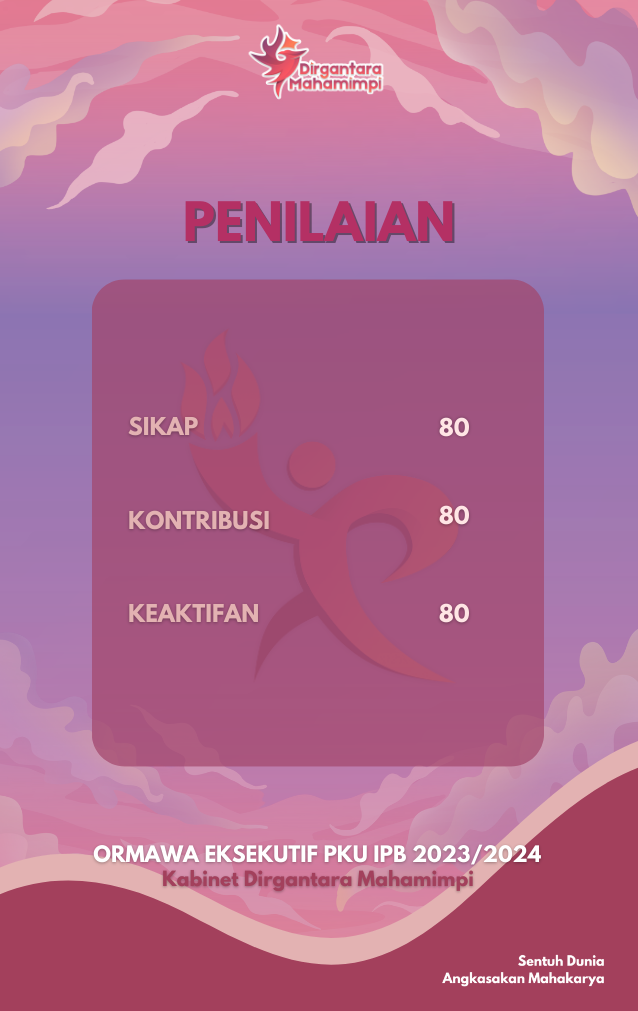 Dirgantara
Mahamimpi
PENILAIAN
SIKAP 80
KONTRIBUSI 80
KEAKTIFAN 80
ORMAWA EKSEKUTIF PKU IPB 2023/2024
Kabinet Dirgantara Mahamimpi
Sentuh Dunia
Angkasakan Mahakarya